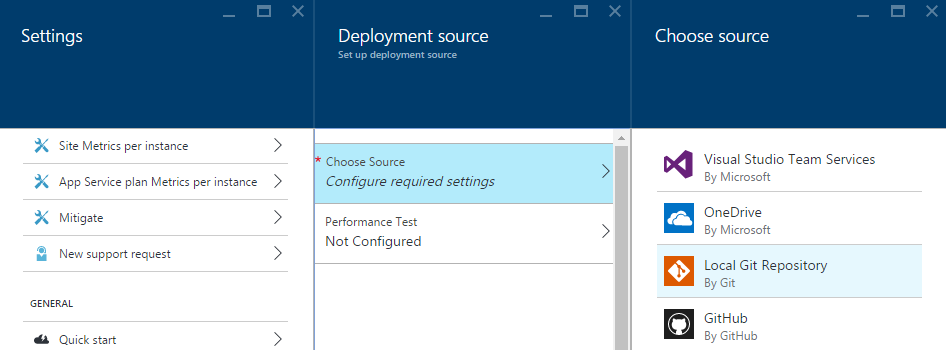 Settings
Site Metrics per instance
App Service plan Metrics per instance
Mitigate
New support request
GENERAL
Quick start
Deployment source
Set up deployment source
* Choose Source
Configure required settings
Performance Test
Not Configured
Choose source
Visual Studio Team Services
By Microsoft
OneDrive
By Microsoft
Local Git Repository
By Git
GitHub
By GitHub